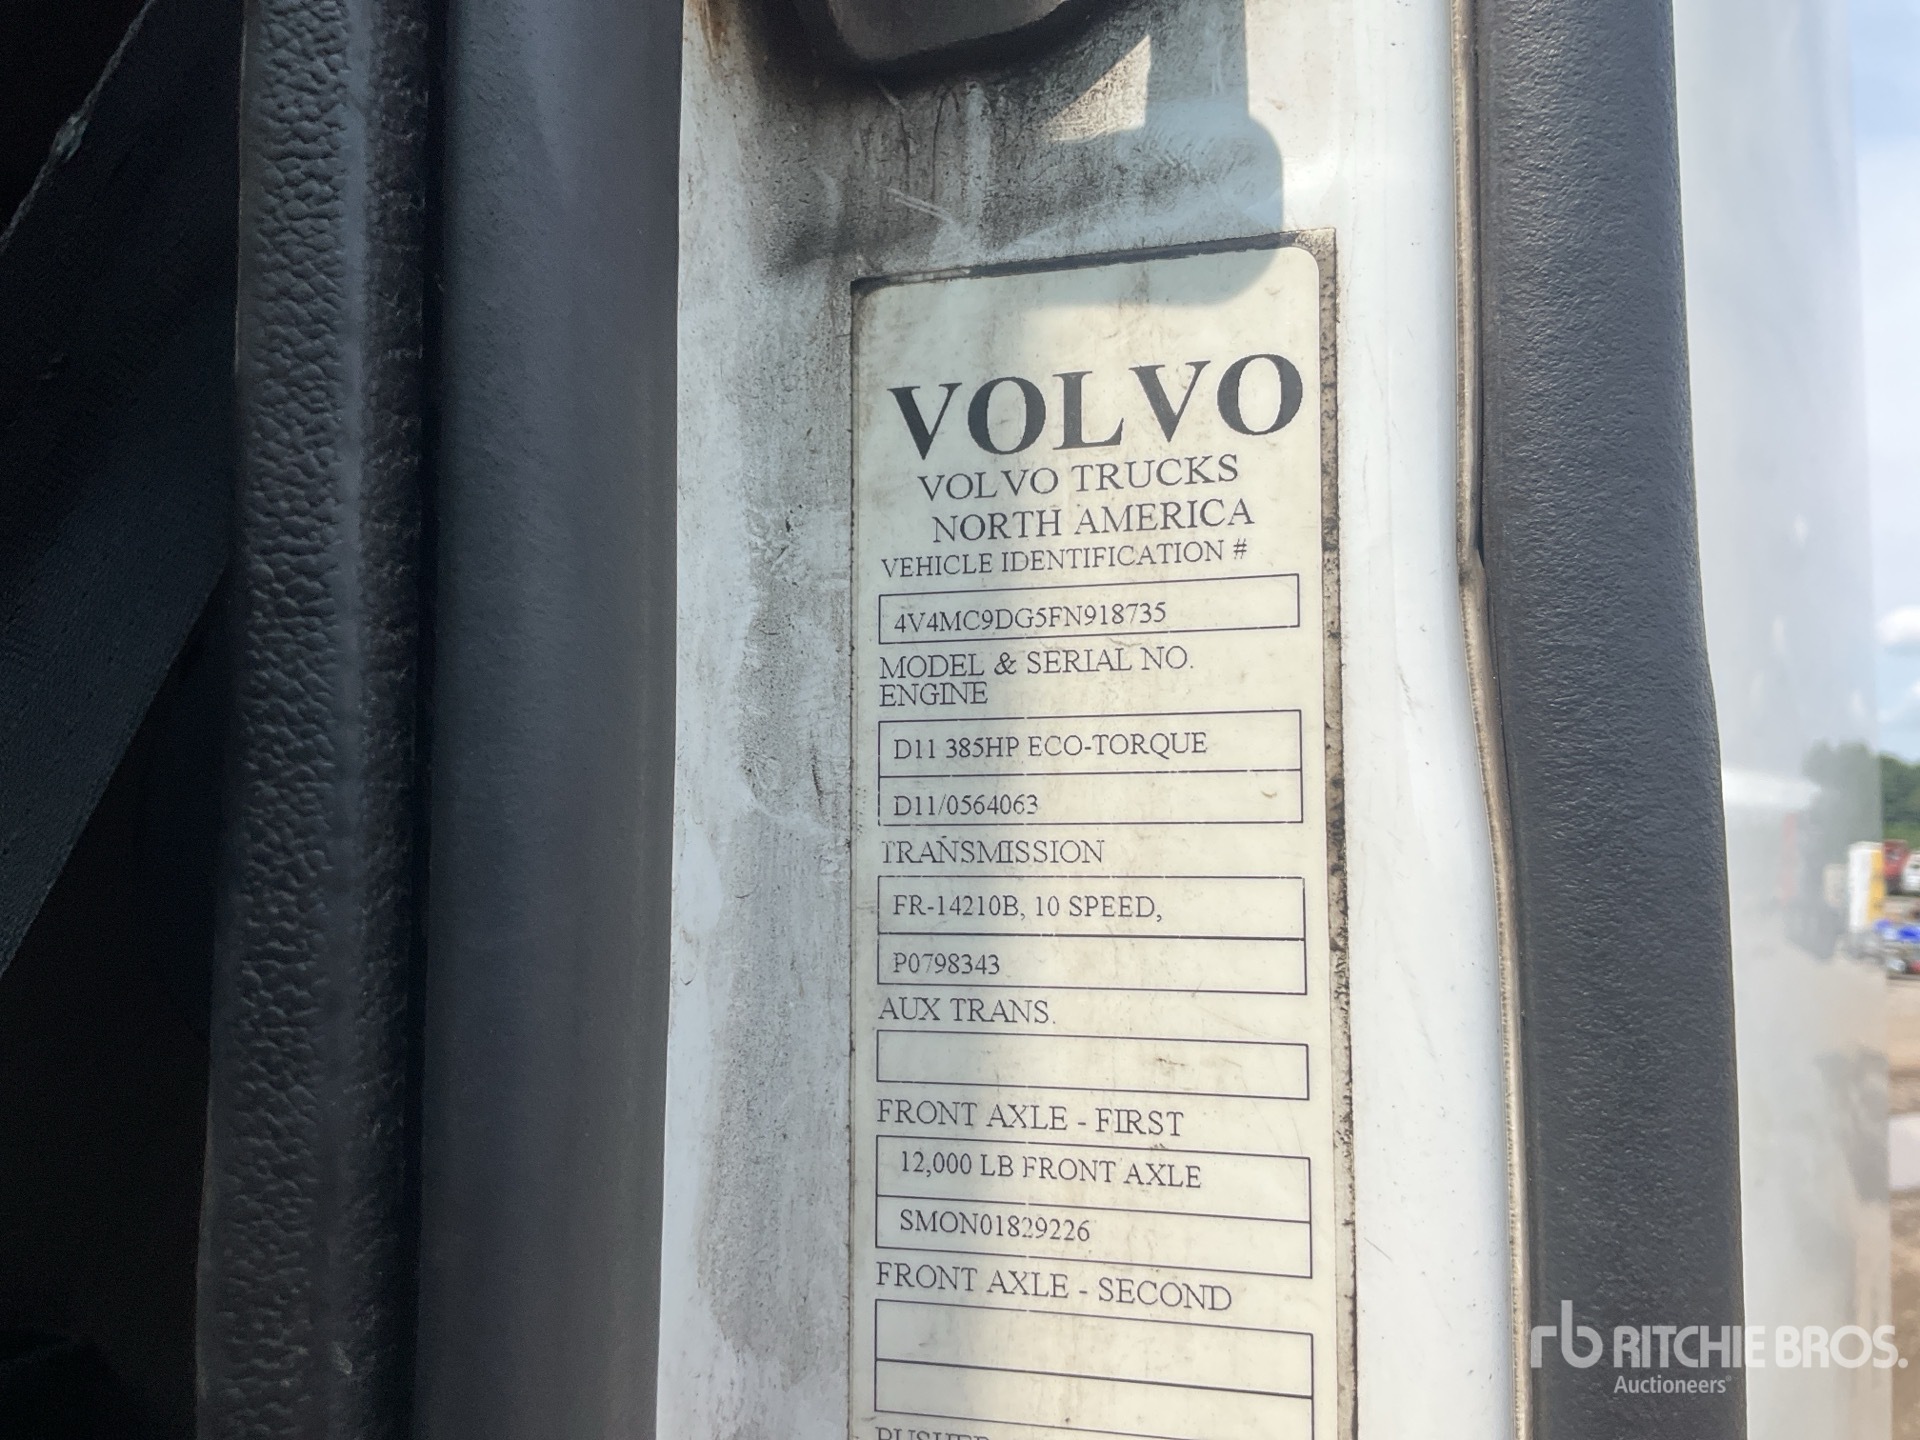 VOLVO
VOLVO TRUCKS
NORTH AMERICA
VEHICLE IDENTIFICATION #
4V4MC9DG5FN918735
MODEL & SERIAL NO.
ENGINE
D11 385HP ECO-TORQUE
D11/0564063
TRANSMISSION
FR-14210B, 10 SPEED,
P0798343
AUX TRANS.
FRONT AXLE - FIRST
12,000 LB FRONT AXLE
SMON01829226
FRONT AXLE - SECOND
rb RITCHIE BROS.
Auctioneers